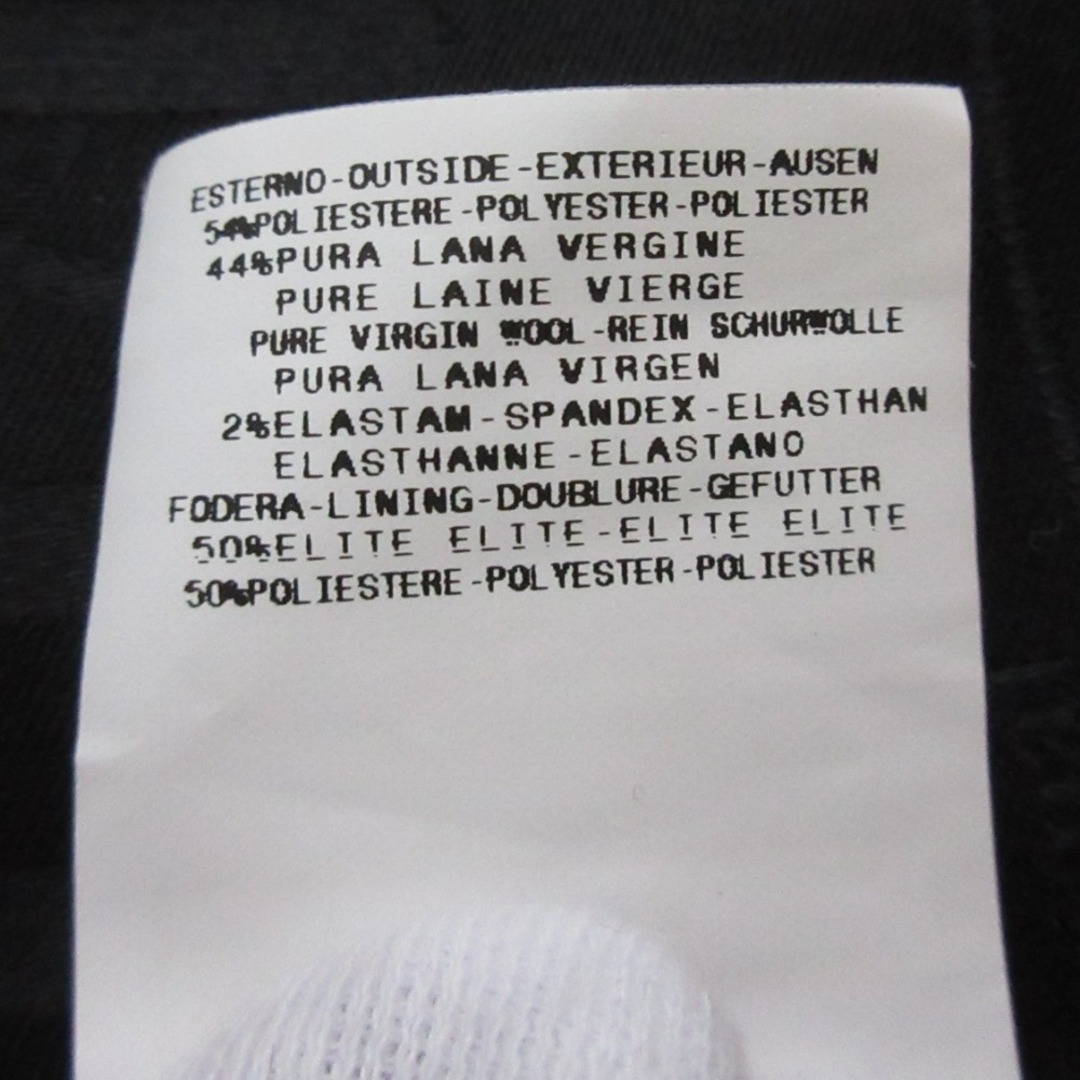 ESTERNO-OUTSIDE-EXTERIEUR-AUSEN
54%POLIESTERE-POLYESTER-POLIESTER
44%PURA LANA VERGINE
PURE LAINE VIERGE
PURE VIRGIN WOOL-REIN SCHURWOLLE
PURA LANA VIRGEN
2%ELASTAM-SPANDEX-ELASTHAN
ELASTHANNE-ELASTANO
FODERA-LINING-DOUBLURE-GEFUTTER
50%ELITE ELITE-ELITE ELITE
50%POLIESTERE-POLYESTER-POLIESTER